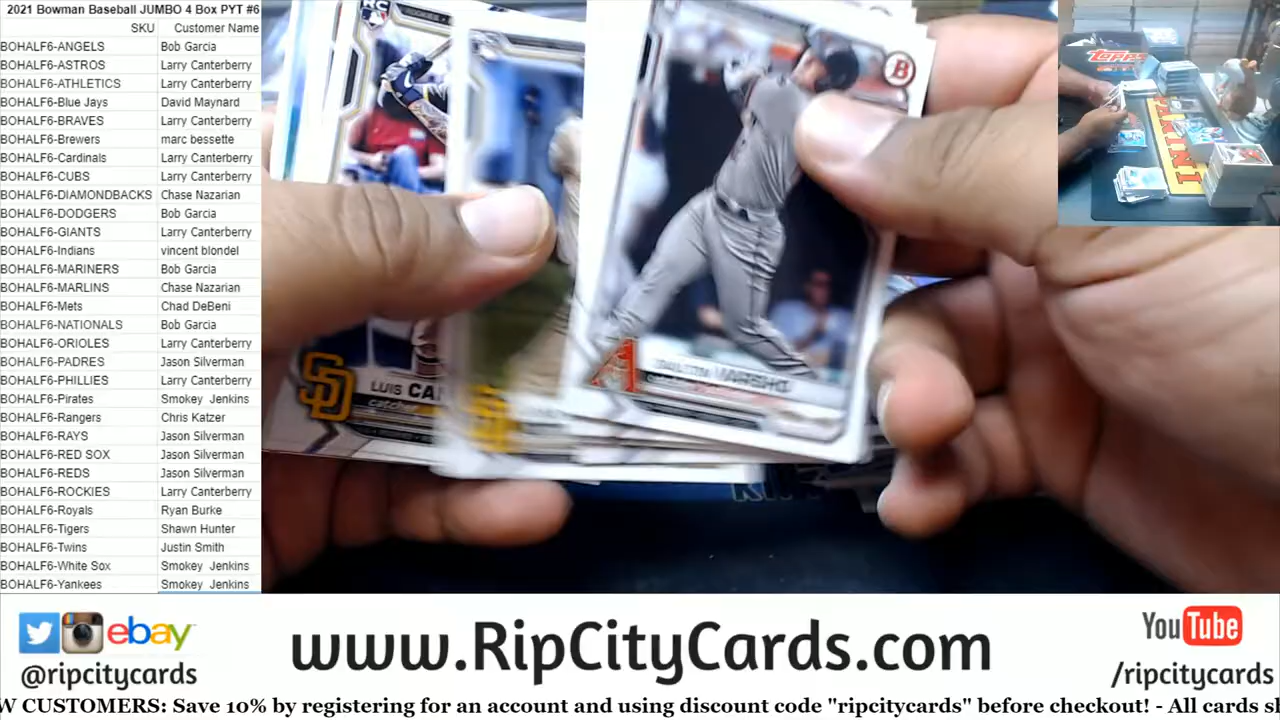 2021 Bowman Baseball JUMBO 4 Box PYT #6
SKU Customer Name
BOHALF6-ANGELS Bob Garcia
BOHALF6-ASTROS Larry Canterberry
BOHALF6-ATHLETICS Larry Canterberry
BOHALF6-Blue Jays David Maynard
BOHALF6-BRAVES Larry Canterberry
BOHALF6-Brewers marc bessette
BOHALF6-Cardinals Larry Canterberry
BOHALF6-CUBS Larry Canterberry
BOHALF6-DIAMONDBACKS Chase Nazarian
BOHALF6-DODGERS Bob Garcia
BOHALF6-GIANTS Larry Canterberry
BOHALF6-Indians vincent blondel
BOHALF6-MARINERS Bob Garcia
BOHALF6-MARLINS Chase Nazarian
BOHALF6-Mets Chad DeBeni
BOHALF6-NATIONALS Bob Garcia
BOHALF6-ORIOLES Larry Canterberry
BOHALF6-PADRES Jason Silverman
BOHALF6-PHILLIES Larry Canterberry
BOHALF6-Pirates Smokey Jenkins
BOHALF6-Rangers Chris Katzer
BOHALF6-RAYS Jason Silverman
BOHALF6-RED SOX Jason Silverman
BOHALF6-REDS Jason Silverman
BOHALF6-ROCKIES Larry Canterberry
BOHALF6-Royals Ryan Burke
BOHALF6-Tigers Shawn Hunter
BOHALF6-Twins Justin Smith
BOHALF6-White Sox Smokey Jenkins
BOHALF6-Yankees Smokey Jenkins
RC
B
SD
LUIS CA
catcher
A
Topps
PANINI
ebay
@ripcitycards
www.RipCityCards.com
YouTube
/ripcitycards
W CUSTOMERS: Save 10% by registering for an account and using discount code "ripcitycards" before checkout! - All cards s